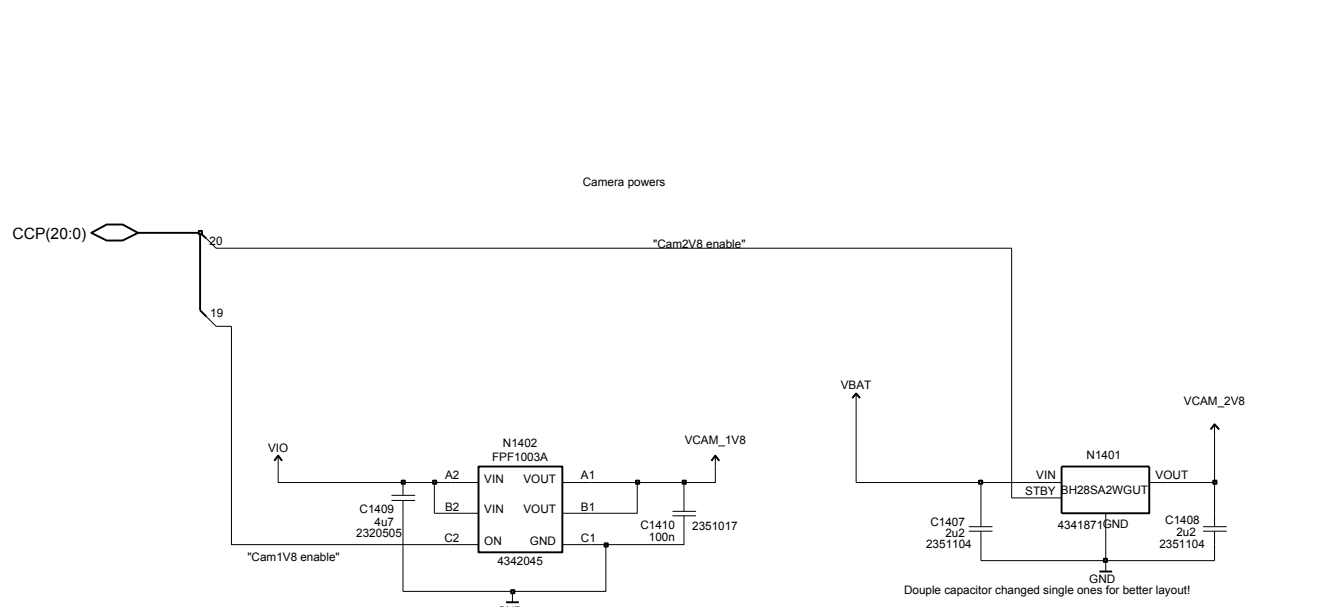 Camera powers
CCP(20:0)
20
"Cam2V8 enable"
19
VBAT
VCAM_2V8
VIO
N1402
FPF1003A
VCAM_1V8
N1401
A2
VIN
VOUT
A1
VIN
VOUT
STBY
BH28SA2WGUT
B2
VIN
VOUT
B1
C1409
4u7
2320505
C1410
100n
2351017
C1407
2u2
2351104
4341871
GND
C1408
2u2
2351104
C2
ON
GND
C1
"Cam1V8 enable"
4342045
GND
Douple capacitor changed single ones for better layout!